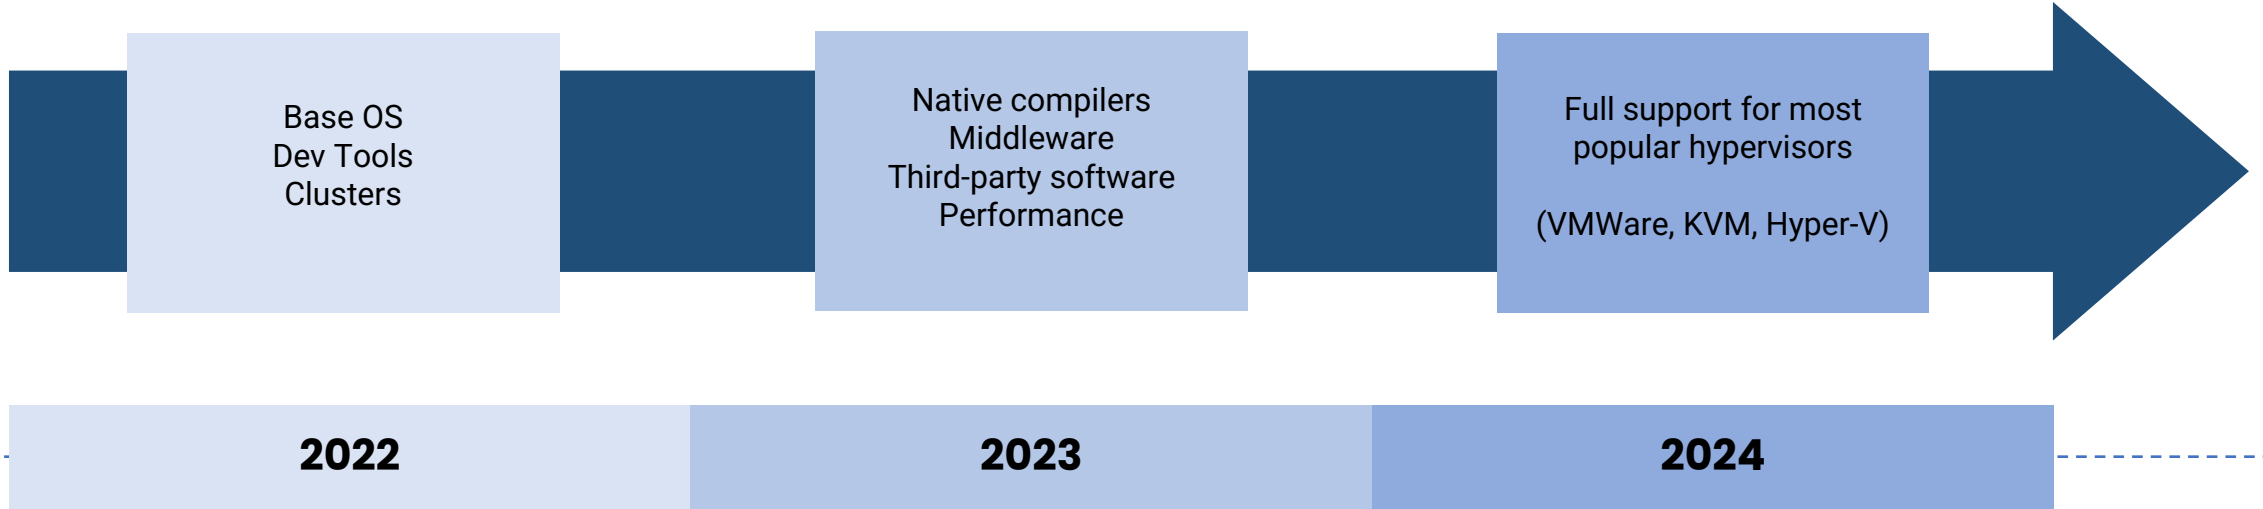 Base OS
Dev Tools
Clusters
Native compilers
Middleware
Third-party software
Performance
Full support for most
popular hypervisors
(VMWare, KVM, Hyper-V)
2022
2023
2024